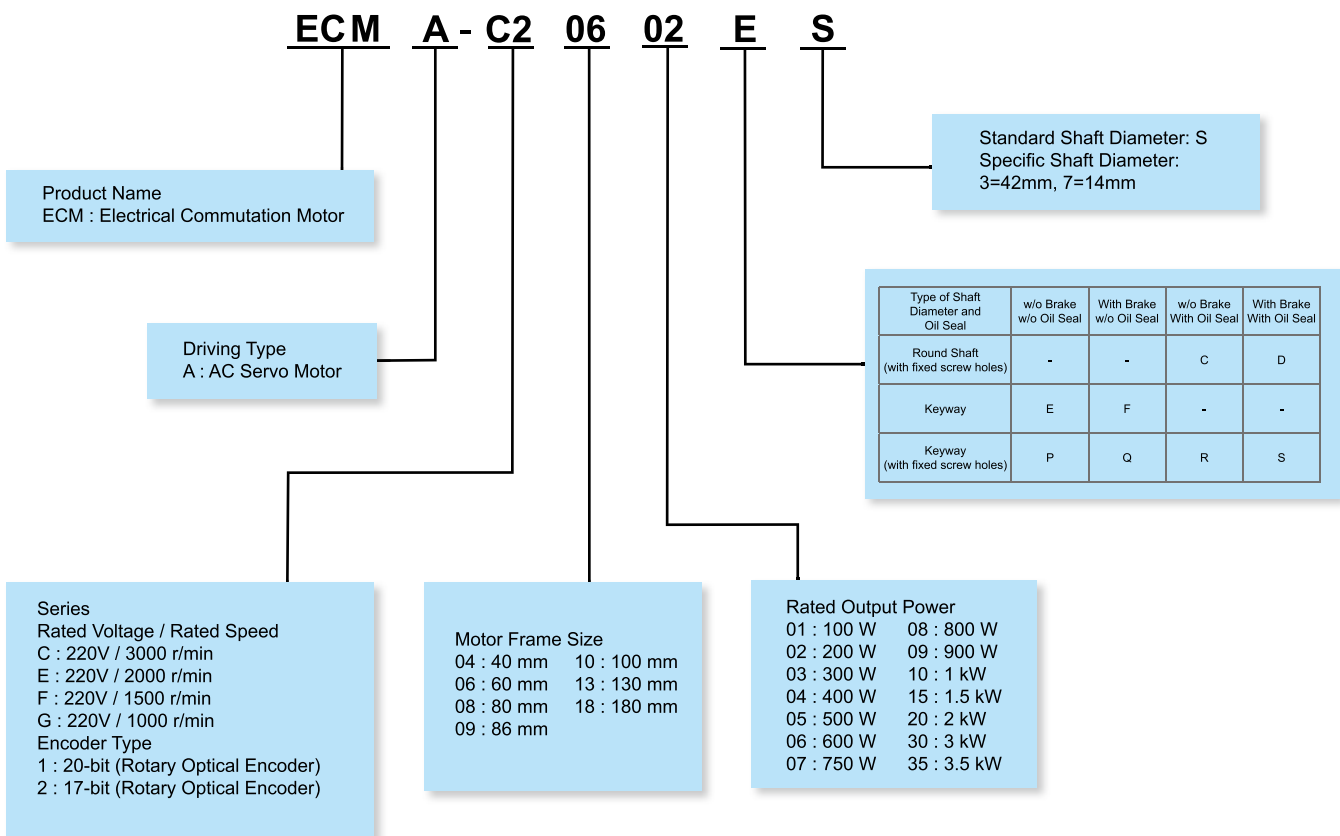 ECM A - C2 06 02 E S
Standard Shaft Diameter: S
Specific Shaft Diameter:
3=42mm, 7=14mm
Product Name
ECM : Electrical Commutation Motor
Type of Shaft
Diameter and
Oil Seal
w/o Brake
w/o Oil Seal
With Brake
w/o Oil Seal
w/o Brake
With Oil Seal
With Brake
With Oil Seal
Round Shaft
(with fixed screw holes)
- - C D
Keyway
E F - -
Keyway
(with fixed screw holes)
P Q R S
Driving Type
A : AC Servo Motor
Series
Rated Voltage / Rated Speed
C : 220V / 3000 r/min
E : 220V / 2000 r/min
F : 220V / 1500 r/min
G : 220V / 1000 r/min
Encoder Type
1 : 20-bit (Rotary Optical Encoder)
2 : 17-bit (Rotary Optical Encoder)
Motor Frame Size
04 : 40 mm 10 : 100 mm
06 : 60 mm 13 : 130 mm
08 : 80 mm 18 : 180 mm
09 : 86 mm
Rated Output Power
01 : 100 W 08 : 800 W
02 : 200 W 09 : 900 W
03 : 300 W 10 : 1 kW
04 : 400 W 15 : 1.5 kW
05 : 500 W 20 : 2 kW
06 : 600 W 30 : 3 kW
07 : 750 W 35 : 3.5 kW